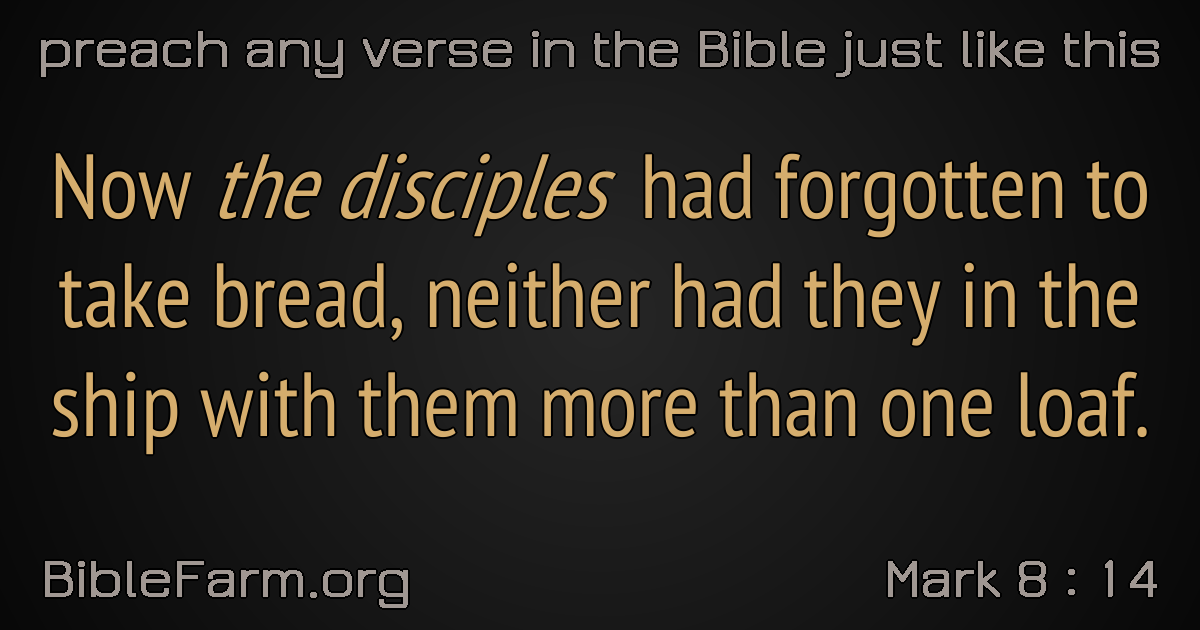 preach any verse in the Bible just like this
Now the disciples had forgotten to
take bread, neither had they in the
ship with them more than one loaf.
BibleFarm.org
Mark 8 : 14